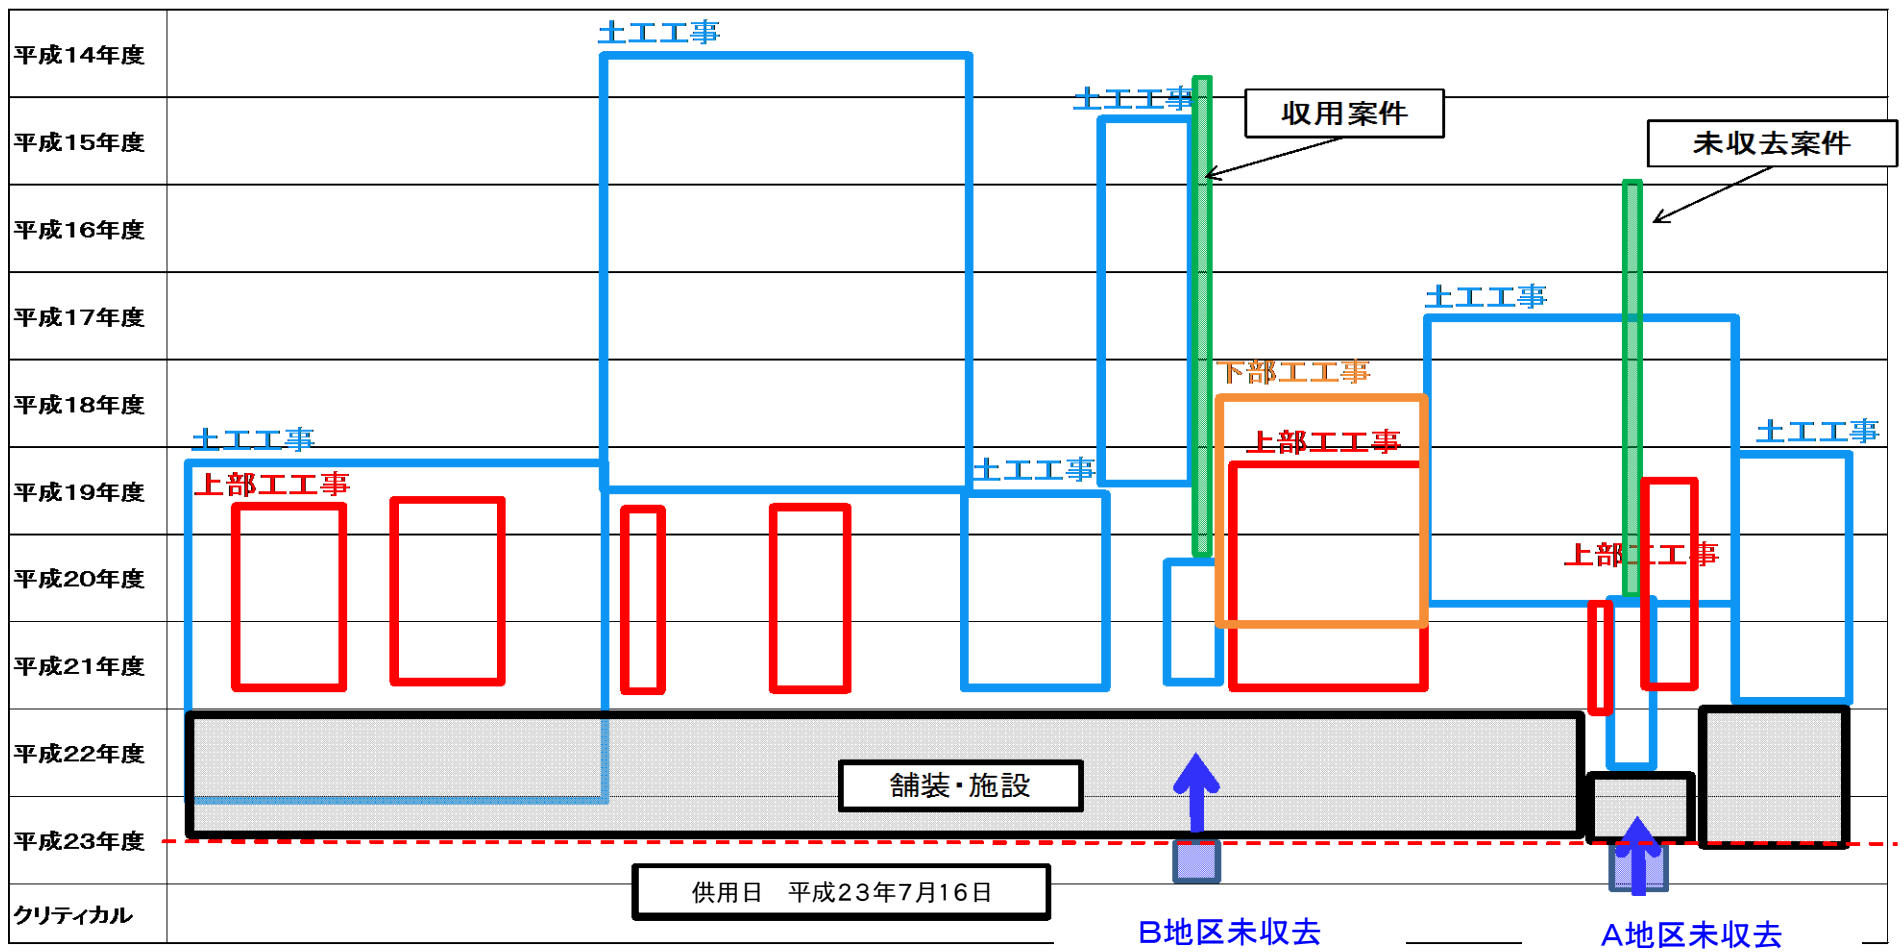 平成14年度
土工工事
土工工事
収用案件
平成15年度
未収去案件
平成16年度
土工工事
平成17年度
下部工工事
平成18年度
土工工事
上部工工事
土工工事
上部工工事
土工工事
平成19年度
上部工工事
平成20年度
平成21年度
平成22年度
舗装・施設
平成23年度
供用日　平成23年7月16日
クリティカル
B地区未収去
A地区未収去